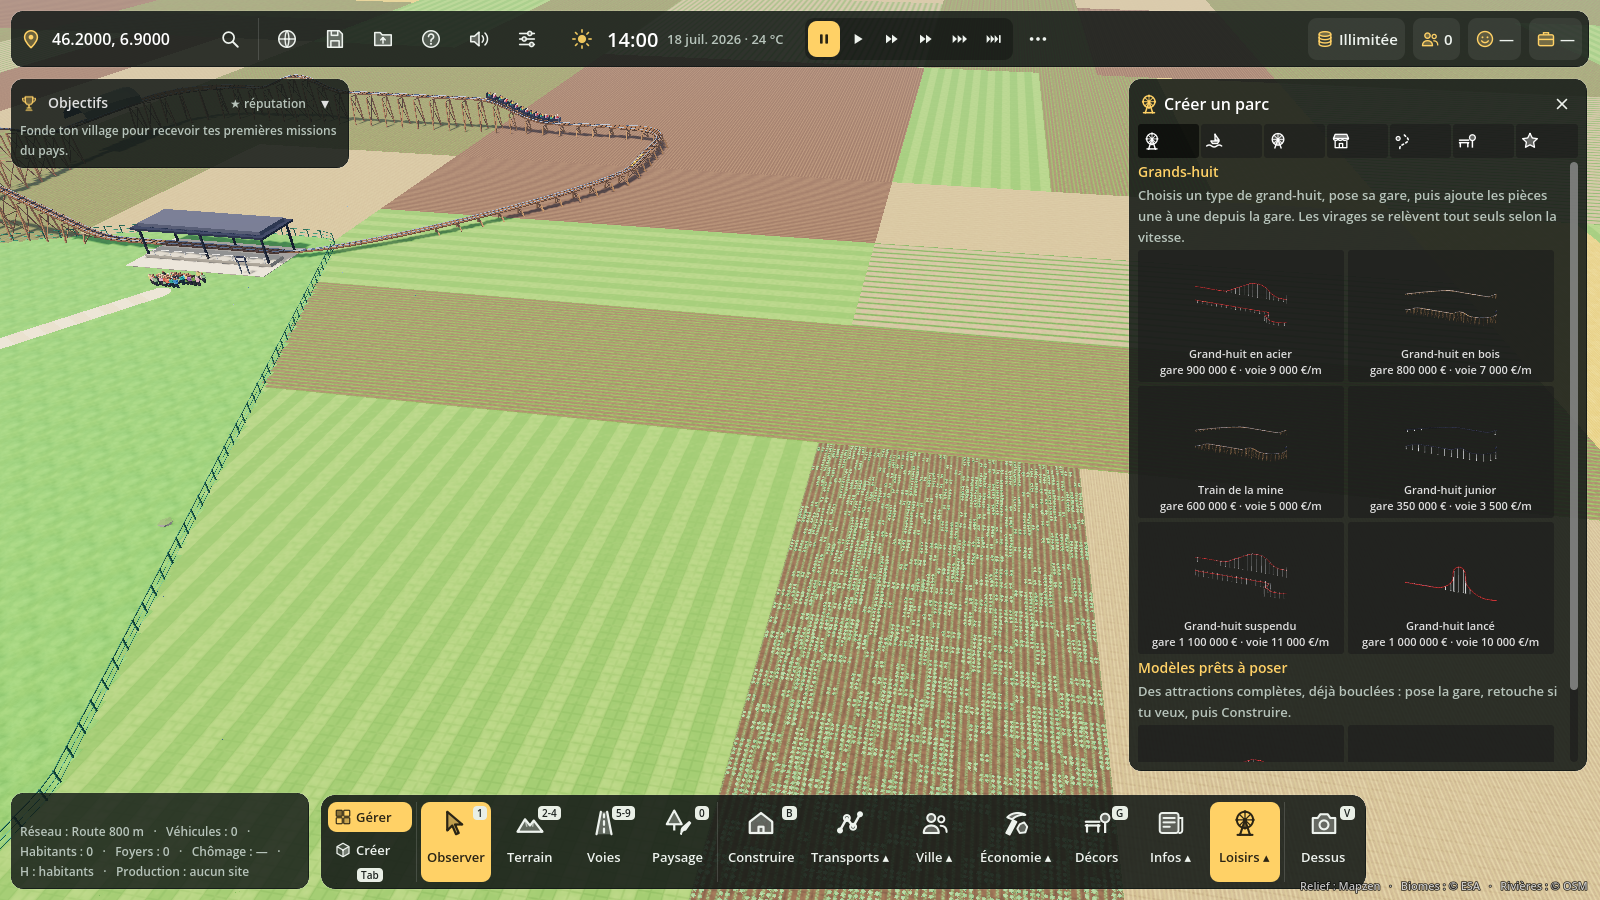 46.2000, 6.9000
14:00
18 juil. 2026 · 24 °C
Illimitée
0
—
—
Objectifs
★ réputation ▼
Fonde ton village pour recevoir tes premières missions
du pays.
Créer un parc
Grands-huit
Choisis un type de grand-huit, pose sa gare, puis ajoute les pièces
une à une depuis la gare. Les virages se relèvent tout seuls selon la
vitesse.
Grand-huit en acier
gare 900 000 € · voie 9 000 €/m
Grand-huit en bois
gare 800 000 € · voie 7 000 €/m
Train de la mine
gare 600 000 € · voie 5 000 €/m
Grand-huit junior
gare 350 000 € · voie 3 500 €/m
Grand-huit suspendu
gare 1 100 000 € · voie 11 000 €/m
Grand-huit lancé
gare 1 000 000 € · voie 10 000 €/m
Modèles prêts à poser
Des attractions complètes, déjà bouclées : pose la gare, retouche si
tu veux, puis Construire.
Réseau : Route 800 m · Véhicules : 0 ·
Habitants : 0 · Foyers : 0 · Chômage : — ·
H : habitants · Production : aucun site
Gérer
Créer
Tab
1
Observer
2-4
Terrain
5-9
Voies
0
Paysage
B
Construire
Transports ▴
Ville ▴
Économie ▴
G
Décors
Infos ▴
Loisirs ▴
V
Dessus
Relief : Mapzen · Biomes : © ESA · Rivières : © OSM